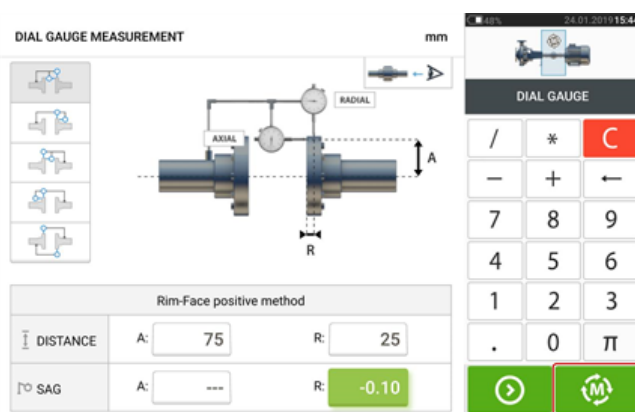 48%
24.01.2019 15:44
DIAL GAUGE MEASUREMENT
mm
RADIAL
AXIAL
A
R
DIAL GAUGE
/ * C
− + ←
7 8 9
4 5 6
1 2 3
. 0 π
M
Rim-Face positive method
DISTANCE A: 75 R: 25
SAG A: --- R: -0.10